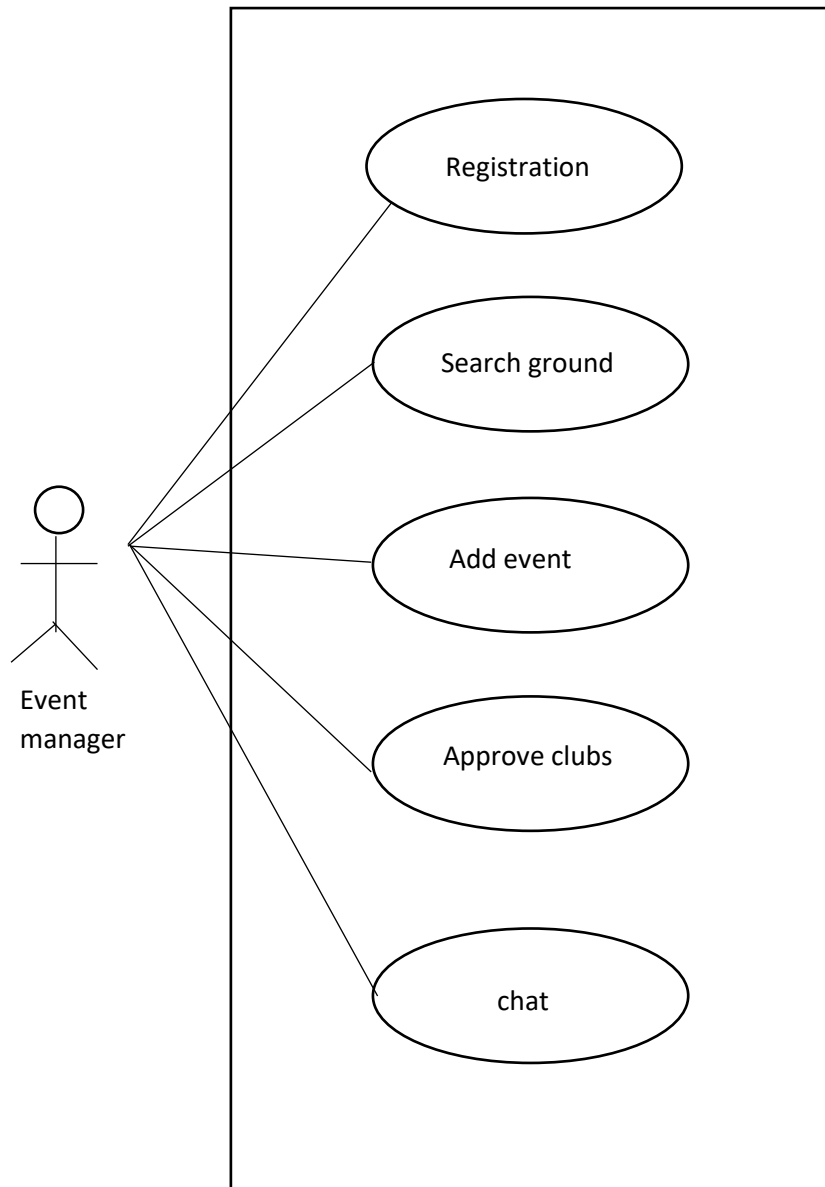 Registration
Search ground
Add event
Event
manager
Approve clubs
chat